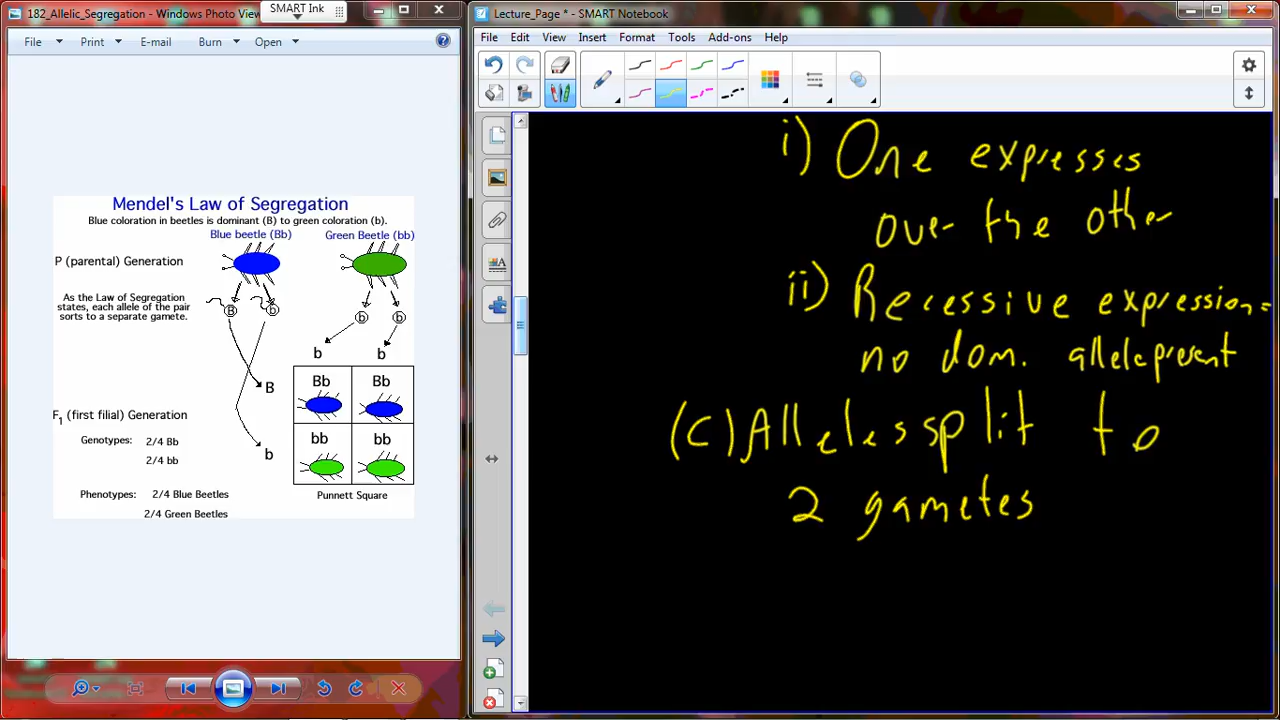 182_Allelic_Segregation - Windows Photo View
SMART Ink
File Print E-mail Burn Open
Mendel's Law of Segregation
Blue coloration in beetles is dominant (B) to green coloration (b).
Blue beetle (Bb) Green Beetle (bb)
P (parental) Generation
As the Law of Segregation
states, each allele of the pair
sorts to a separate gamete.
B b b b
b b
B Bb Bb
F1 (first filial) Generation
Genotypes: 2/4 Bb
2/4 bb
b bb bb
Phenotypes: 2/4 Blue Beetles
2/4 Green Beetles
Punnett Square
Lecture_Page * - SMART Notebook
File Edit View Insert Format Tools Add-ons Help
i) One expresses
over the other
ii) Recessive expression=
no dom. allele present
(C) Alleles split to
2 gametes